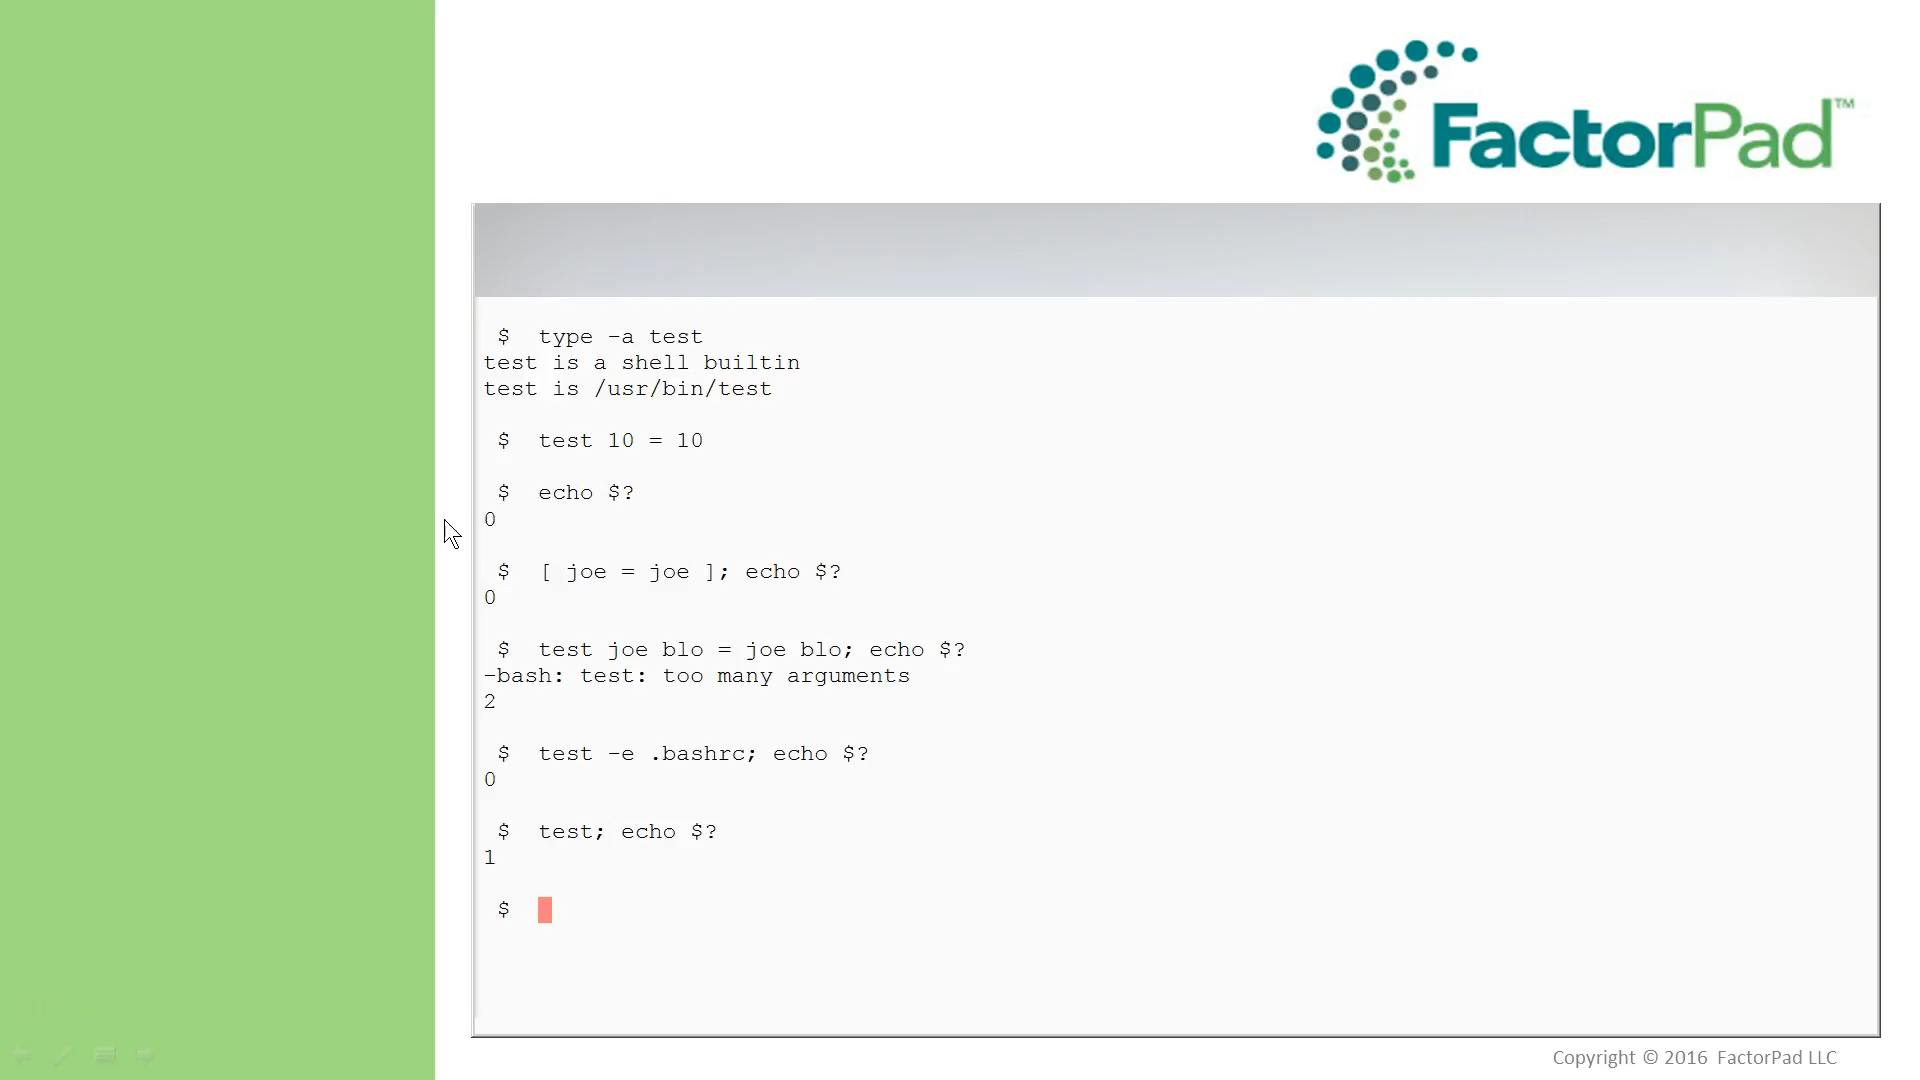 FactorPad™
$ type -a test
test is a shell builtin
test is /usr/bin/test
$ test 10 = 10
$ echo $?
0
$ [ joe = joe ]; echo $?
0
$ test joe blo = joe blo; echo $?
-bash: test: too many arguments
2
$ test -e .bashrc; echo $?
0
$ test; echo $?
1
$
Copyright © 2016 FactorPad LLC